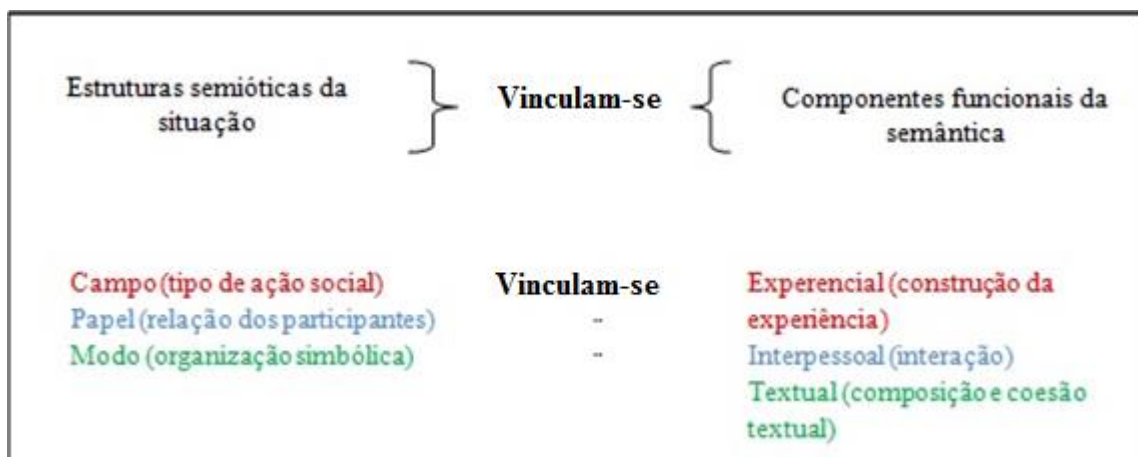 Estruturas semióticas da
situação
Vinculam-se
Componentes funcionais da
semântica
Campo (tipo de ação social)
Papel (relação dos participantes)
Modo (organização simbólica)
Vinculam-se
"
"
Experencial (construção da
experiência)
Interpessoal (interação)
Textual (composição e coesão
textual)